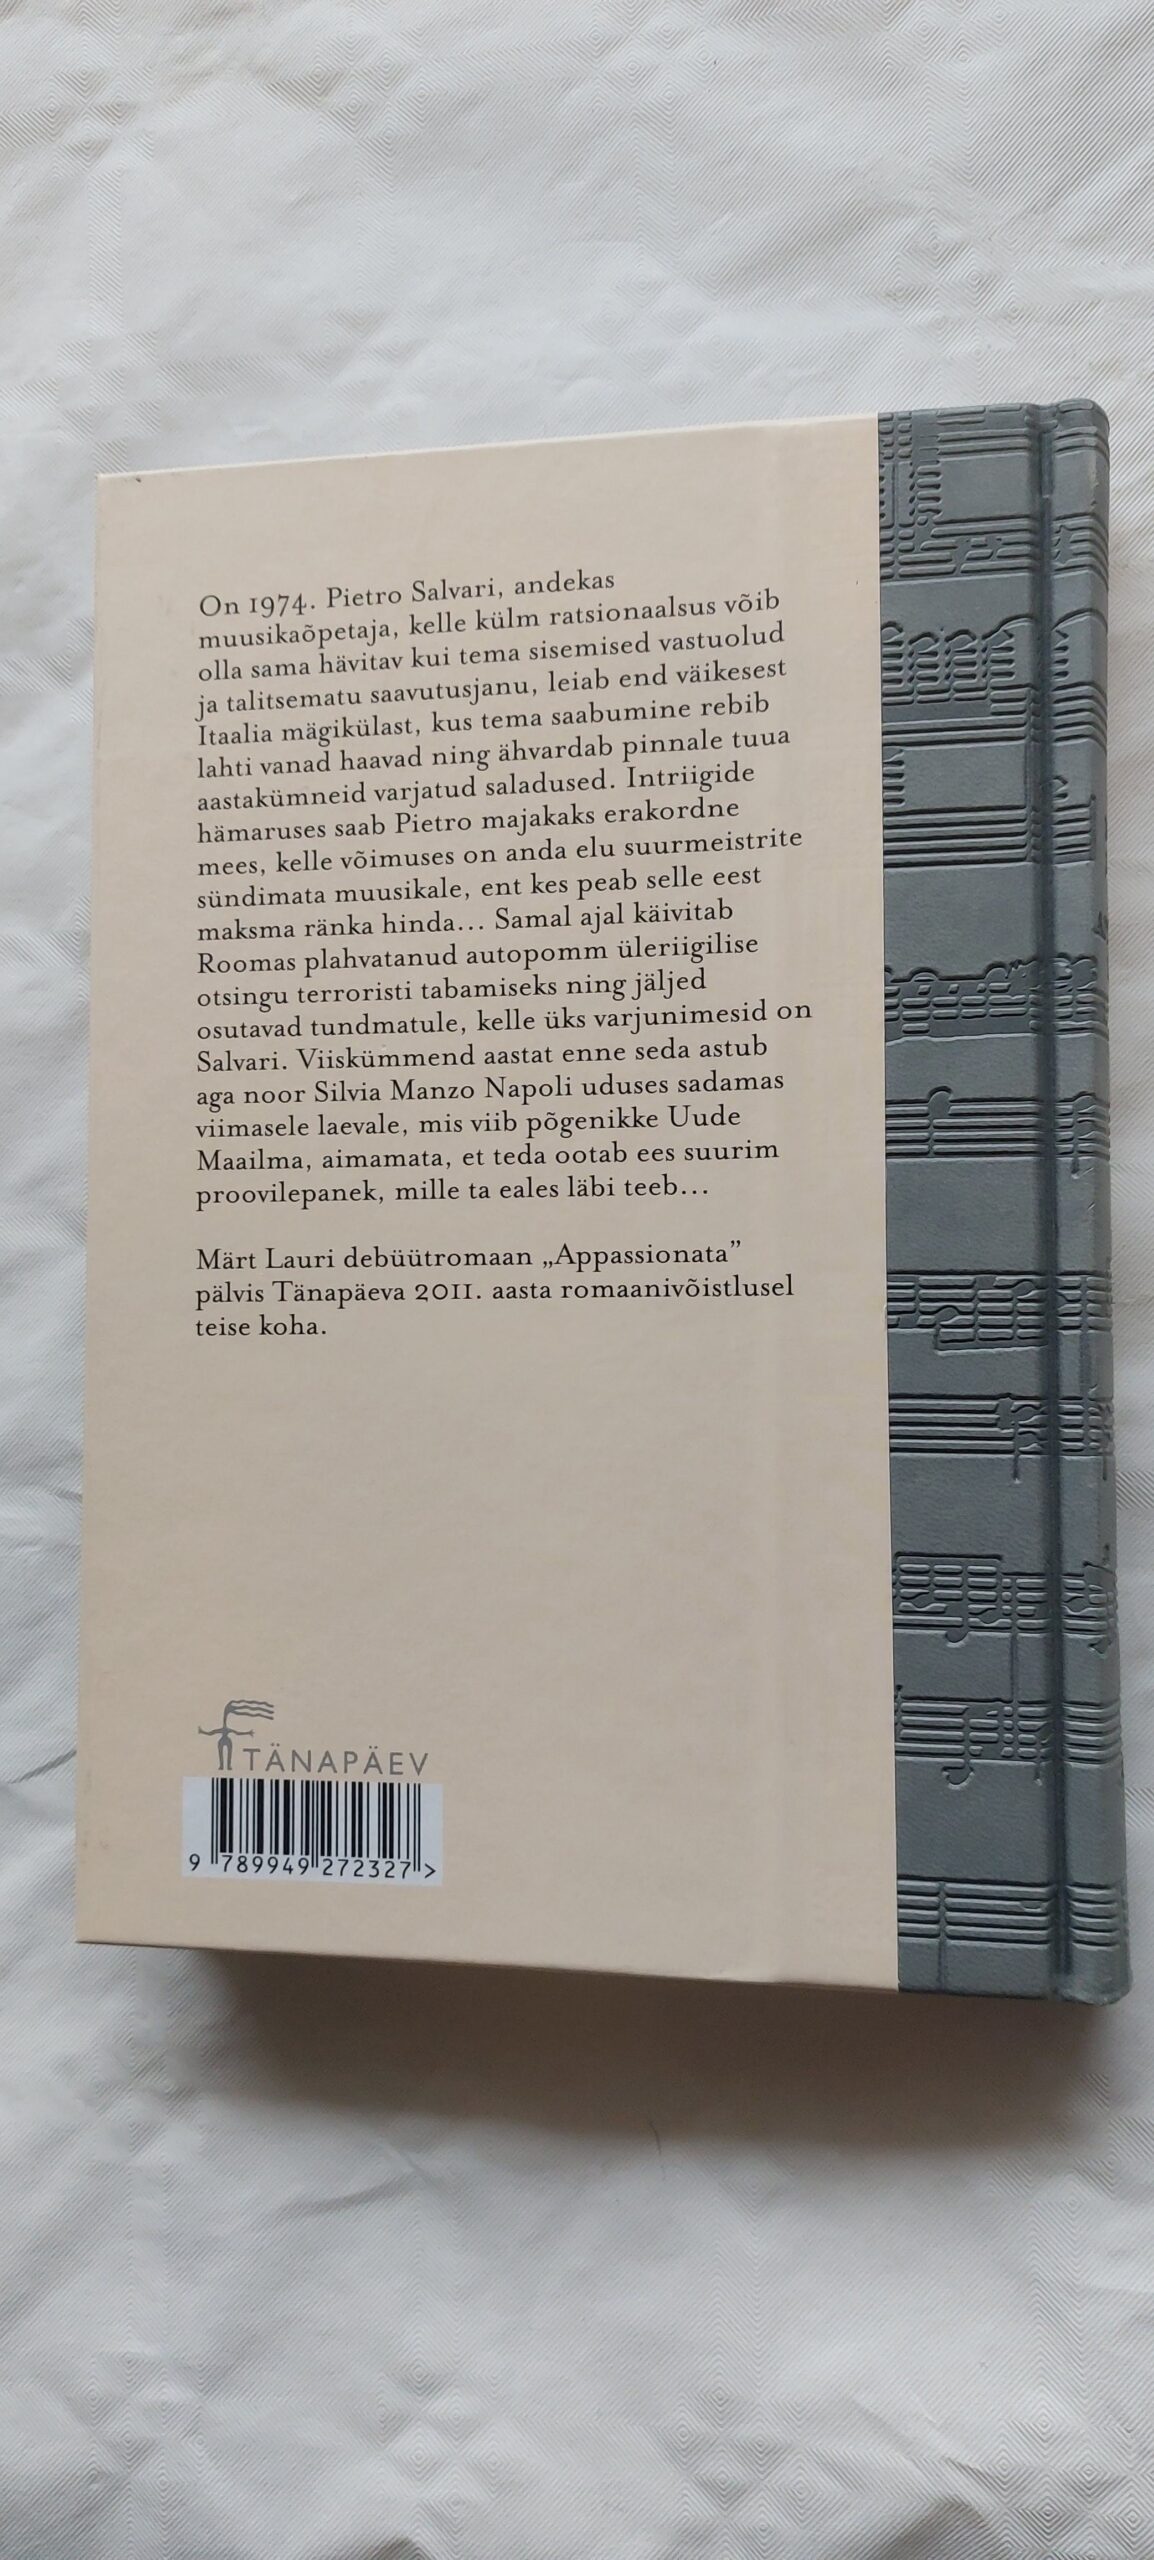 On 1974. Pietro Salvari, andekas
muusikaõpetaja, kelle külm ratsionaalsus võib
olla sama hävitav kui tema sisemised vastuolud
ja talitsematu saavutusjanu, leiab end väikesest
Itaalia mägikülast, kus tema saabumine rebib
lahti vanad haavad ning ähvardab pinnale tuua
aastakümneid varjatud saladused. Intriigide
hämaruses saab Pietro majakaks erakordne
mees, kelle võimuses on anda elu suurmeistrite
sündimata muusikale, ent kes peab selle eest
maksma ränka hinda... Samal ajal käivitab
Roomas plahvatanud autopomm üleriigilise
otsingu terroristi tabamiseks ning jäljed
osutavad tundmatule, kelle üks varjunimesid on
Salvari. Viiskümmend aastat enne seda astub
aga noor Silvia Manzo Napoli uduses sadamas
viimasele laevale, mis viib põgenikke Uude
Maailma, aimamata, et teda ootab ees suurim
proovilepanek, mille ta eales läbi teeb...
Märt Lauri debüütromaan „Appassionata”
pälvis Tänapäeva 2011. aasta romaanivõistlusel
teise koha.
TÄNAPÄEV
9 789949 272327 >